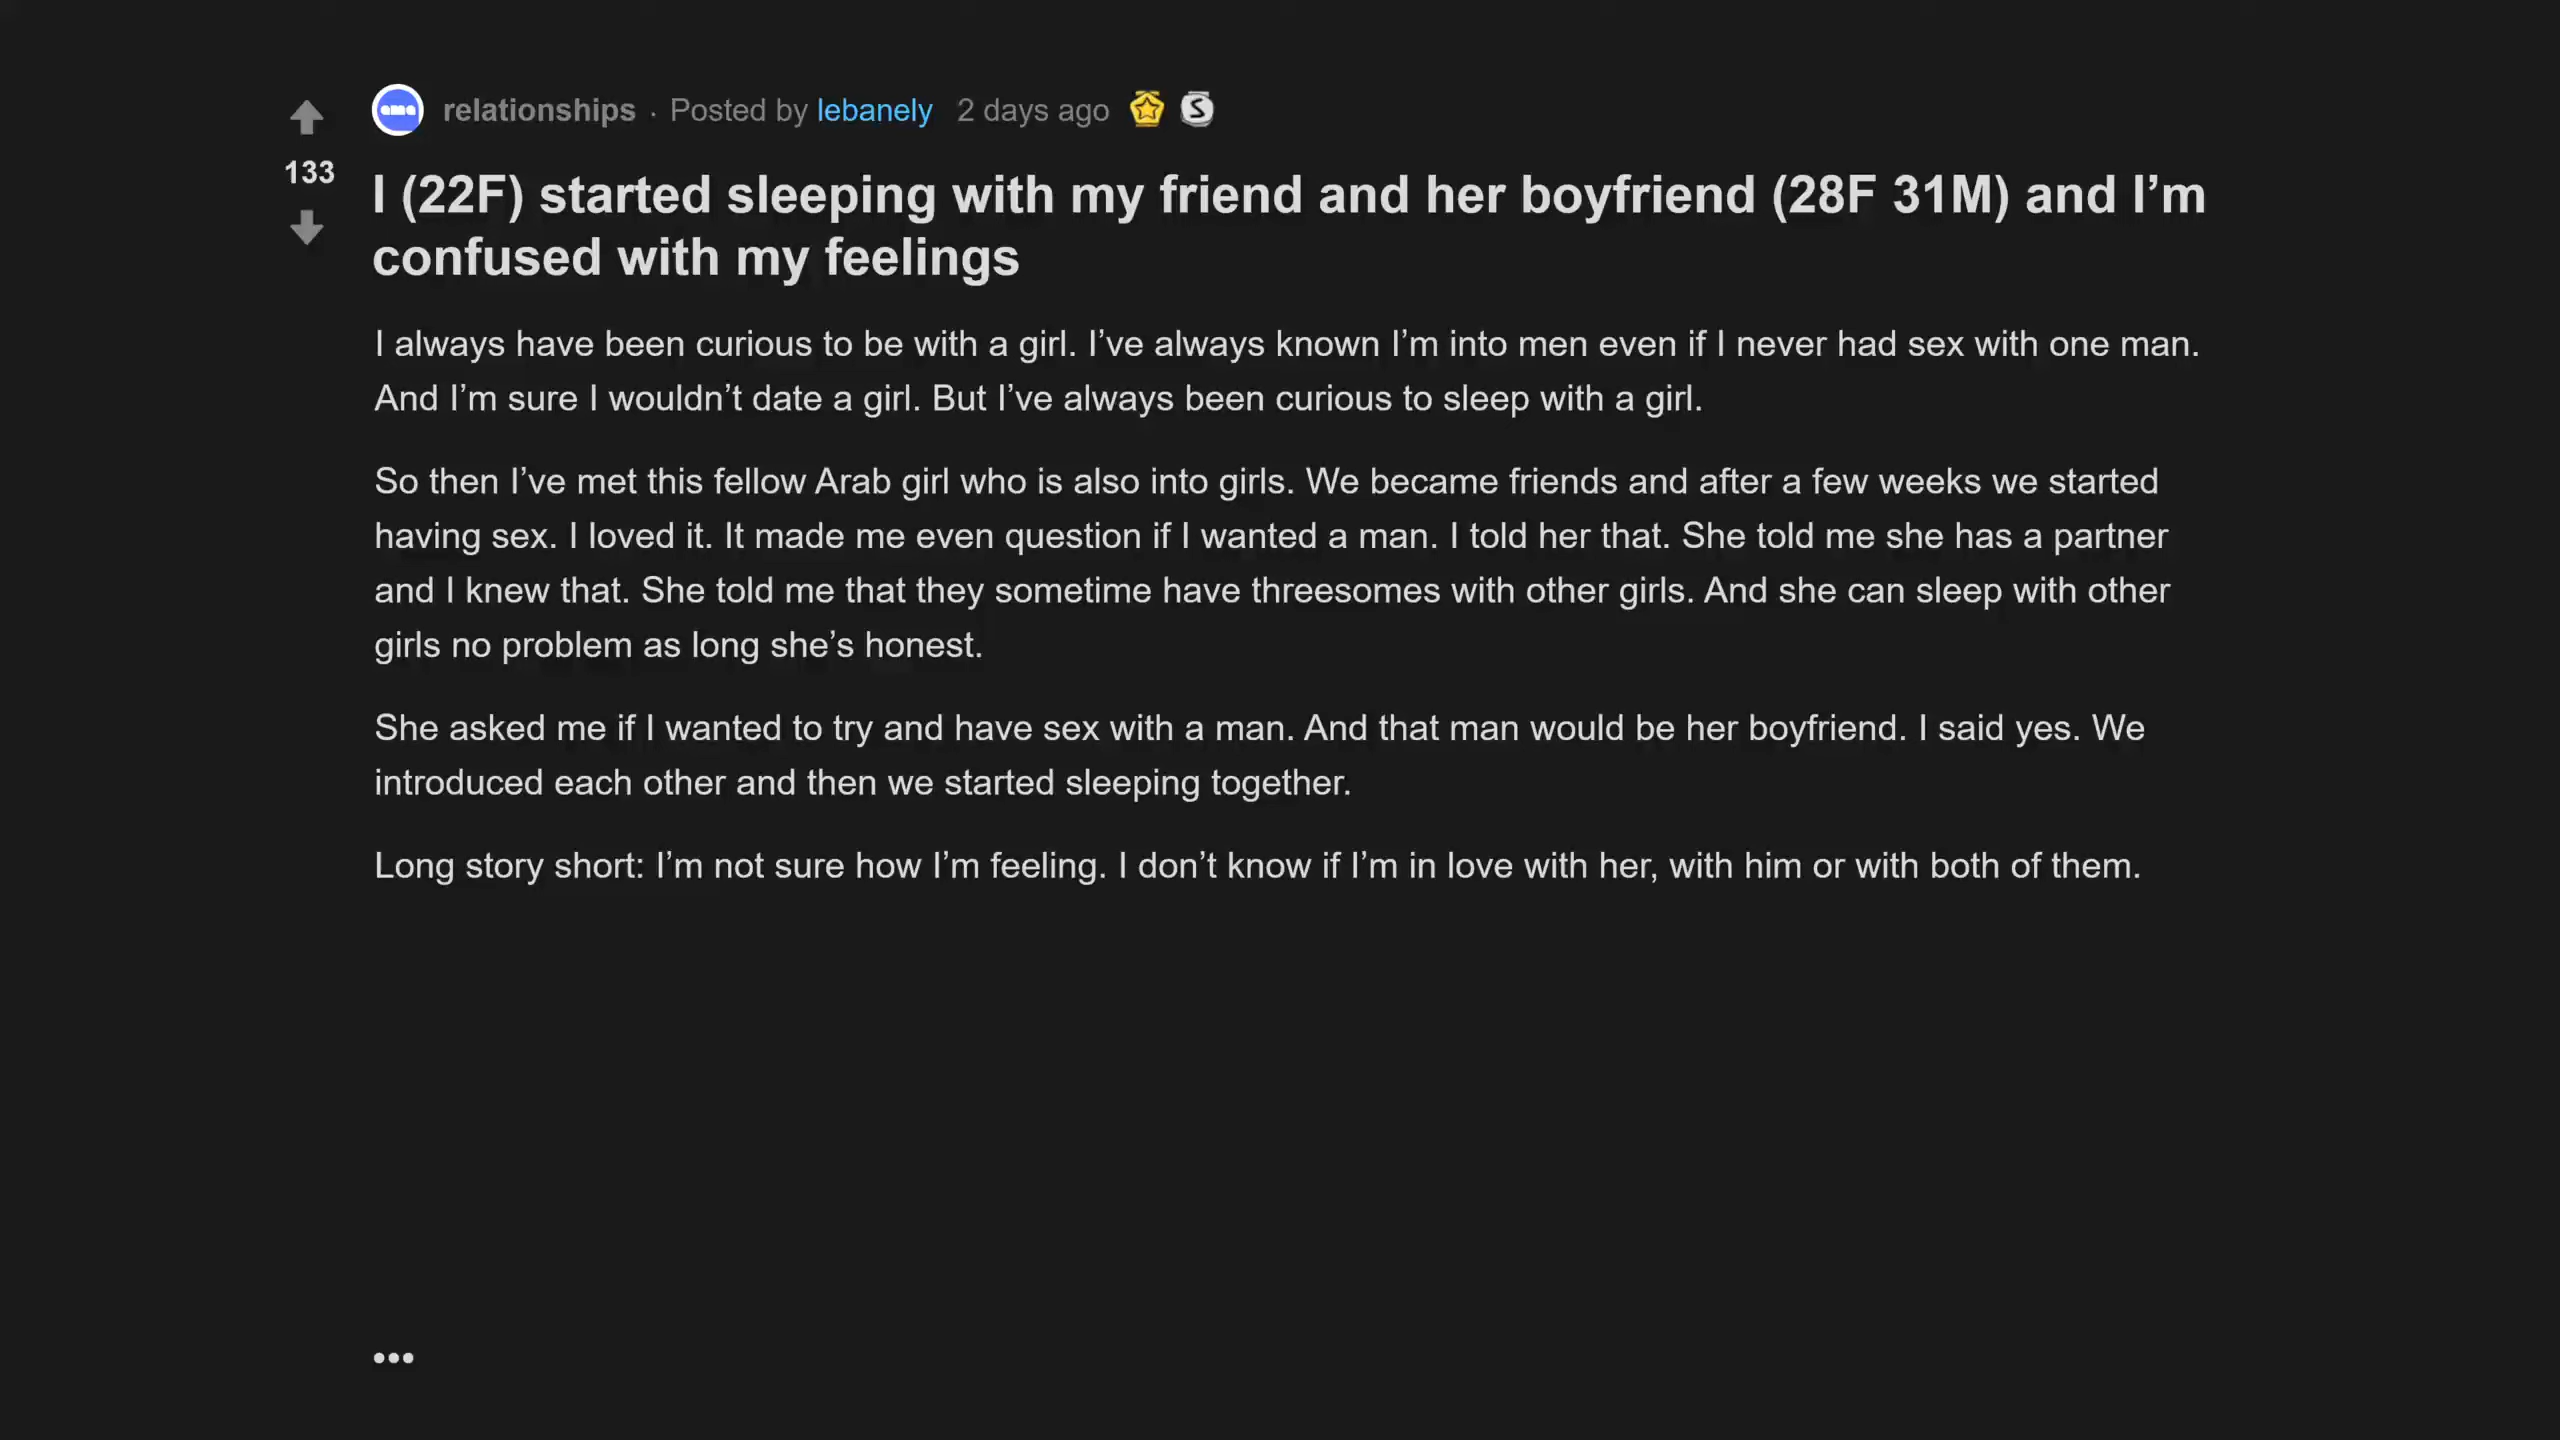 relationships · Posted by lebanely 2 days ago
133
I (22F) started sleeping with my friend and her boyfriend (28F 31M) and I’m
confused with my feelings
I always have been curious to be with a girl. I’ve always known I’m into men even if I never had sex with one man.
And I’m sure I wouldn’t date a girl. But I’ve always been curious to sleep with a girl.
So then I’ve met this fellow Arab girl who is also into girls. We became friends and after a few weeks we started
having sex. I loved it. It made me even question if I wanted a man. I told her that. She told me she has a partner
and I knew that. She told me that they sometime have threesomes with other girls. And she can sleep with other
girls no problem as long she’s honest.
She asked me if I wanted to try and have sex with a man. And that man would be her boyfriend. I said yes. We
introduced each other and then we started sleeping together.
Long story short: I’m not sure how I’m feeling. I don’t know if I’m in love with her, with him or with both of them.